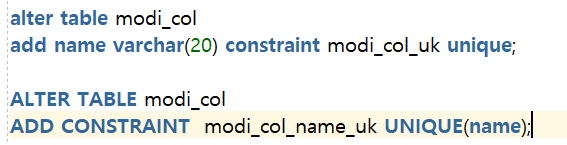 alter table modi_col
add name varchar(20) constraint modi_col_uk unique;
ALTER TABLE modi_col
ADD CONSTRAINT  modi_col_name_uk UNIQUE(name);